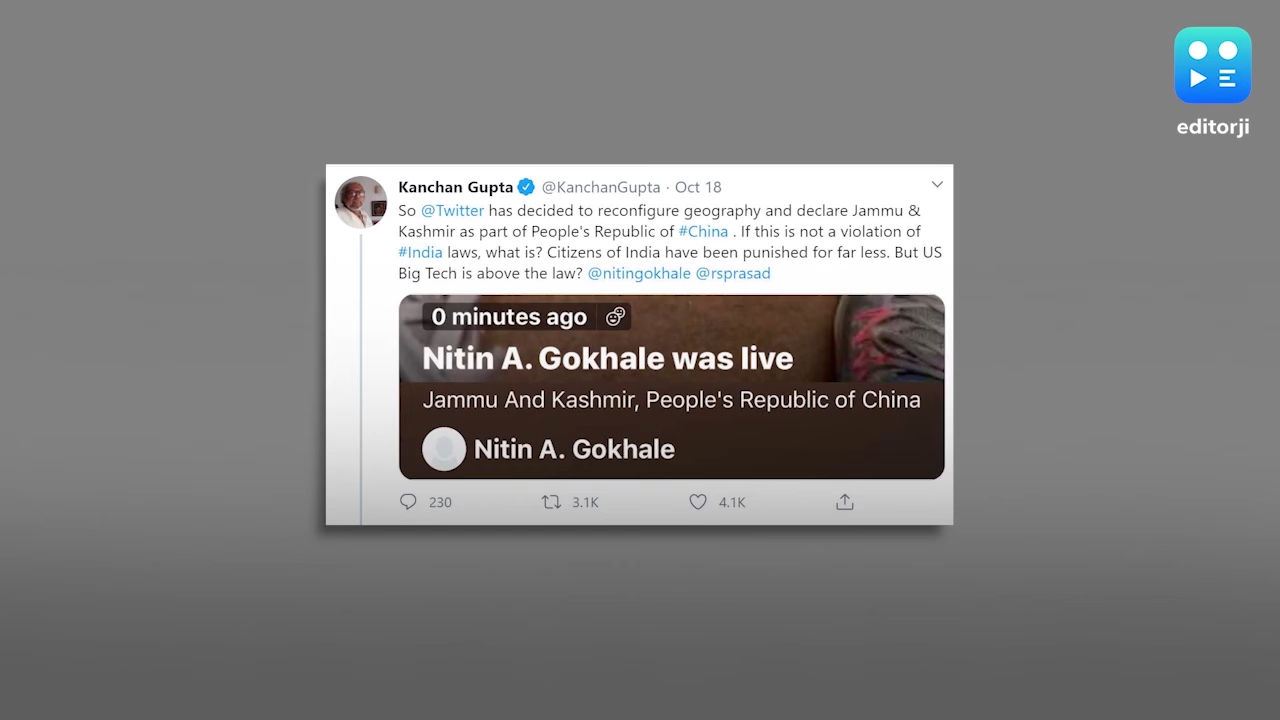 editorji
Kanchan Gupta @KanchanGupta · Oct 18
So @Twitter has decided to reconfigure geography and declare Jammu &
Kashmir as part of People's Republic of #China . If this is not a violation of
#India laws, what is? Citizens of India have been punished for far less. But US
Big Tech is above the law? @nitingokhale @rsprasad
0 minutes ago
Nitin A. Gokhale was live
Jammu And Kashmir, People's Republic of China
Nitin A. Gokhale
230 3.1K 4.1K